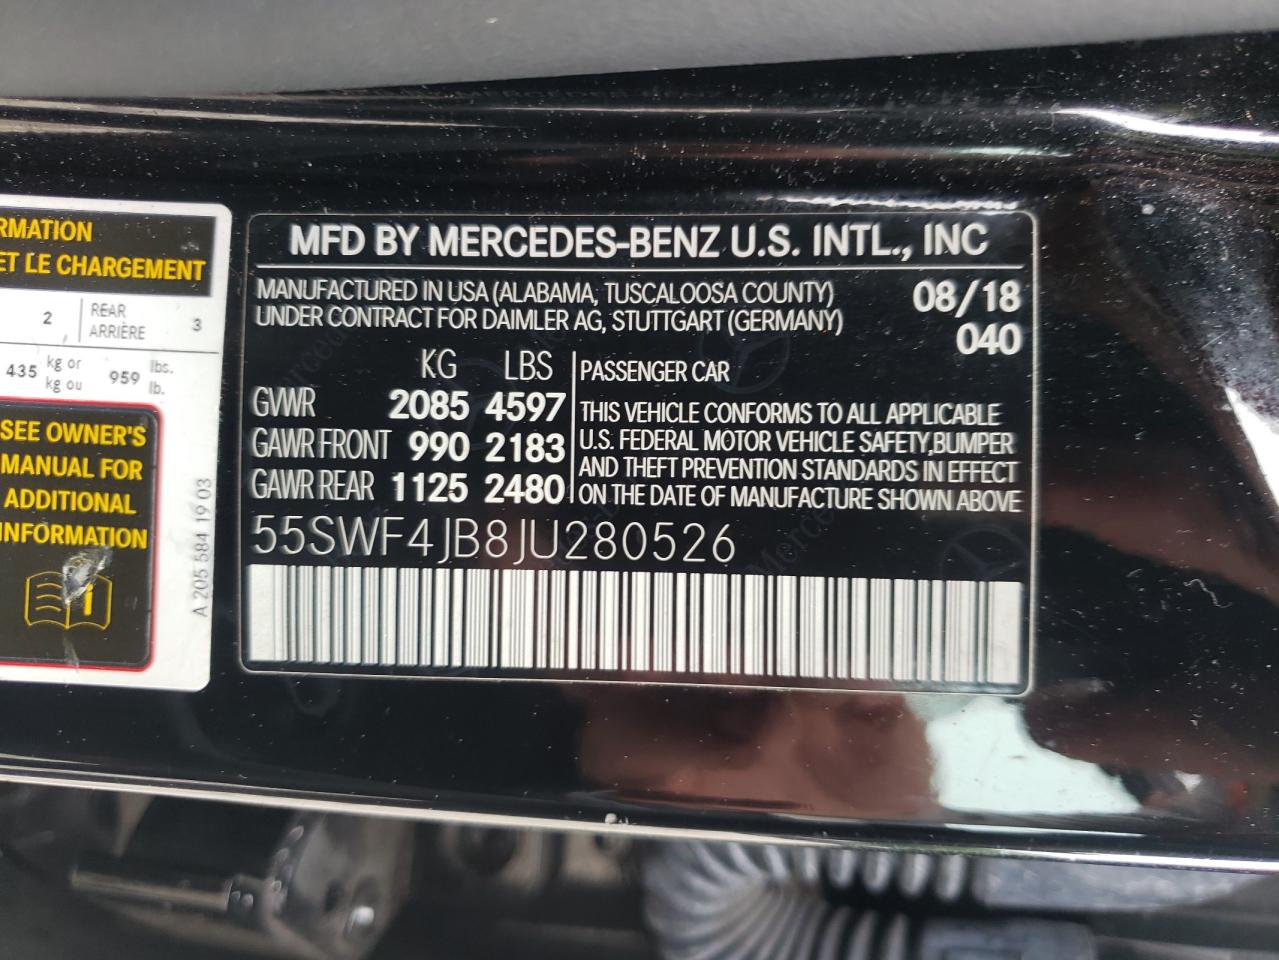 RMATION
ET LE CHARGEMENT
2, REAR ARRIÈRE 3
435 kg or kg ou 959 lbs. lb.
SEE OWNER'S
MANUAL FOR
ADDITIONAL
INFORMATION
A 205 584 19 03
MFD BY MERCEDES-BENZ U.S. INTL., INC
MANUFACTURED IN USA (ALABAMA, TUSCALOOSA COUNTY) 08/18
UNDER CONTRACT FOR DAIMLER AG, STUTTGART (GERMANY) 040
KG LBS
GVWR 2085 4597
GAWR FRONT 990 2183
GAWR REAR 1125 2480
PASSENGER CAR
THIS VEHICLE CONFORMS TO ALL APPLICABLE
U.S. FEDERAL MOTOR VEHICLE SAFETY,BUMPER
AND THEFT PREVENTION STANDARDS IN EFFECT
ON THE DATE OF MANUFACTURE SHOWN ABOVE
55SWF4JB8JU280526